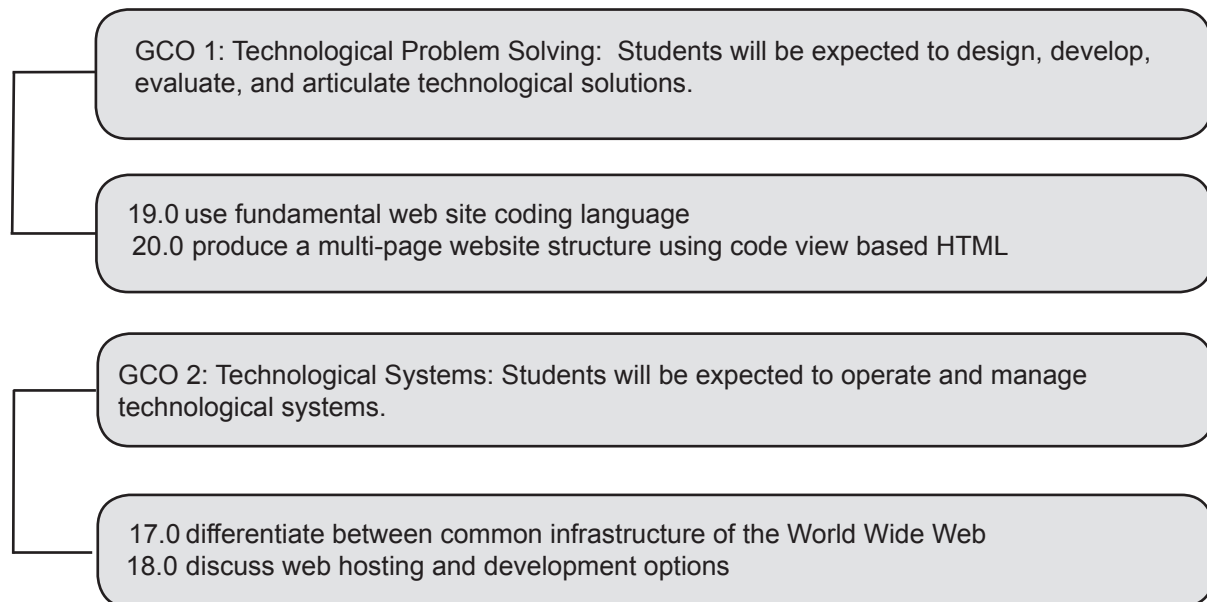 GCO 1: Technological Problem Solving:  Students will be expected to design, develop,
evaluate, and articulate technological solutions.
19.0 use fundamental web site coding language
20.0 produce a multi-page website structure using code view based HTML
GCO 2: Technological Systems: Students will be expected to operate and manage
technological systems.
17.0 differentiate between common infrastructure of the World Wide Web
18.0 discuss web hosting and development options